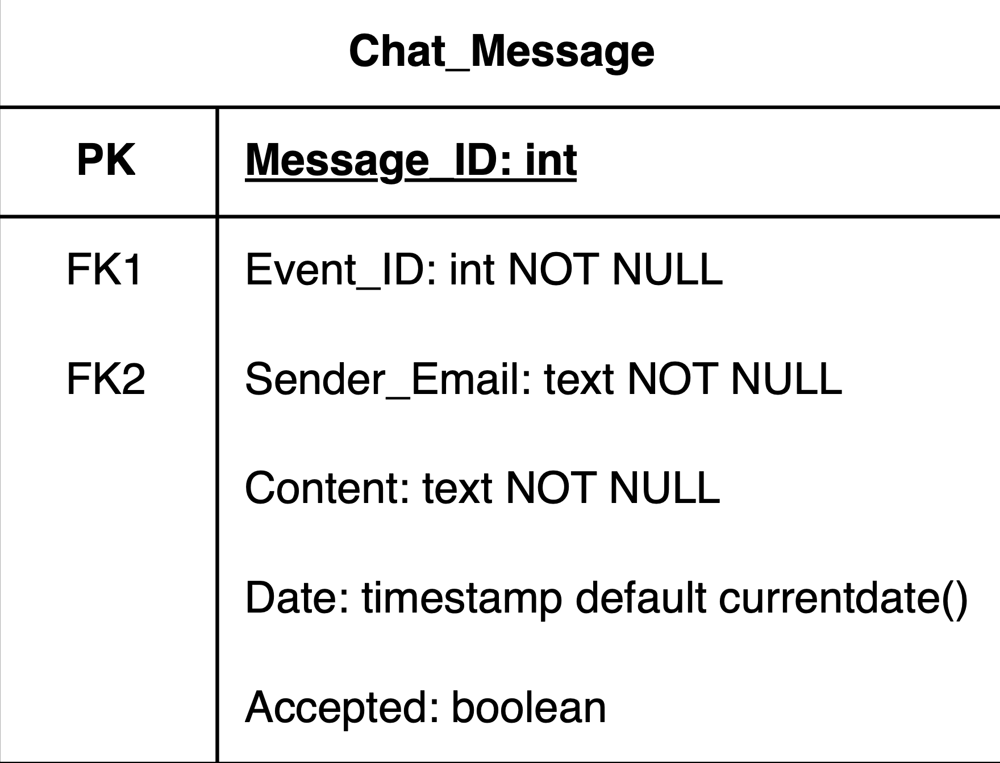 Chat_Message
PK Message_ID: int
FK1 Event_ID: int NOT NULL
FK2 Sender_Email: text NOT NULL
Content: text NOT NULL
Date: timestamp default currentdate()
Accepted: boolean